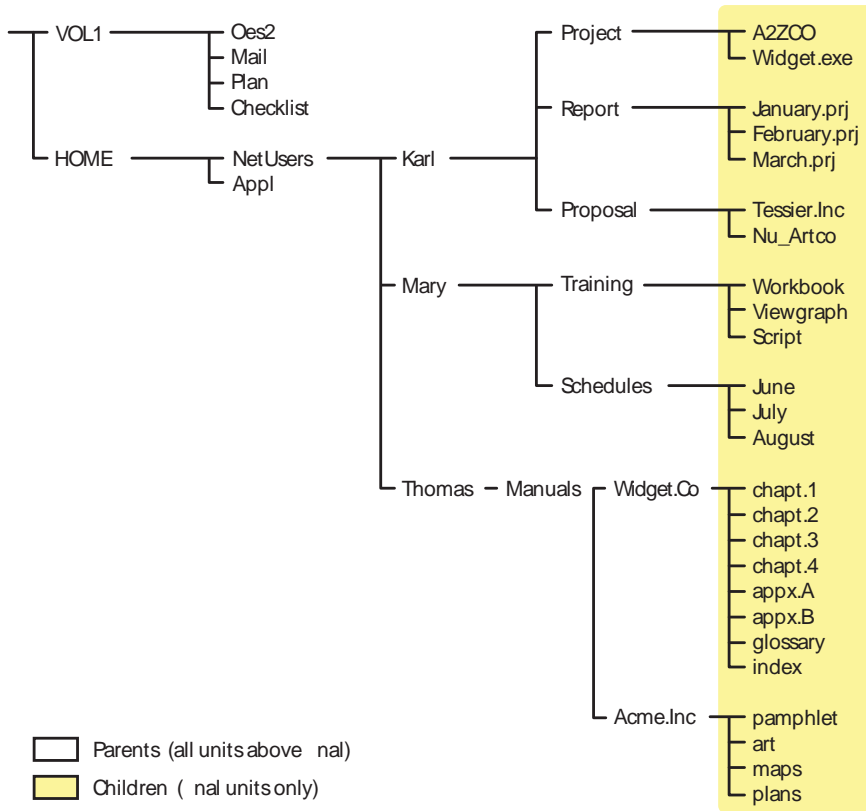 VOL1
Oes2
Mail
Plan
Checklist
HOME
NetUsers
Appl
Karl
Project
A2ZCO
Widget.exe
Report
January.prj
February.prj
March.prj
Proposal
Tessier.Inc
Nu_Artco
Mary
Training
Workbook
Viewgraph
Script
Schedules
June
July
August
Thomas
Manuals
Widget.Co
chapt.1
chapt.2
chapt.3
chapt.4
appx.A
appx.B
glossary
index
Acme.Inc
pamphlet
art
maps
plans
Parents (all units above nal)
Children ( nal units only)